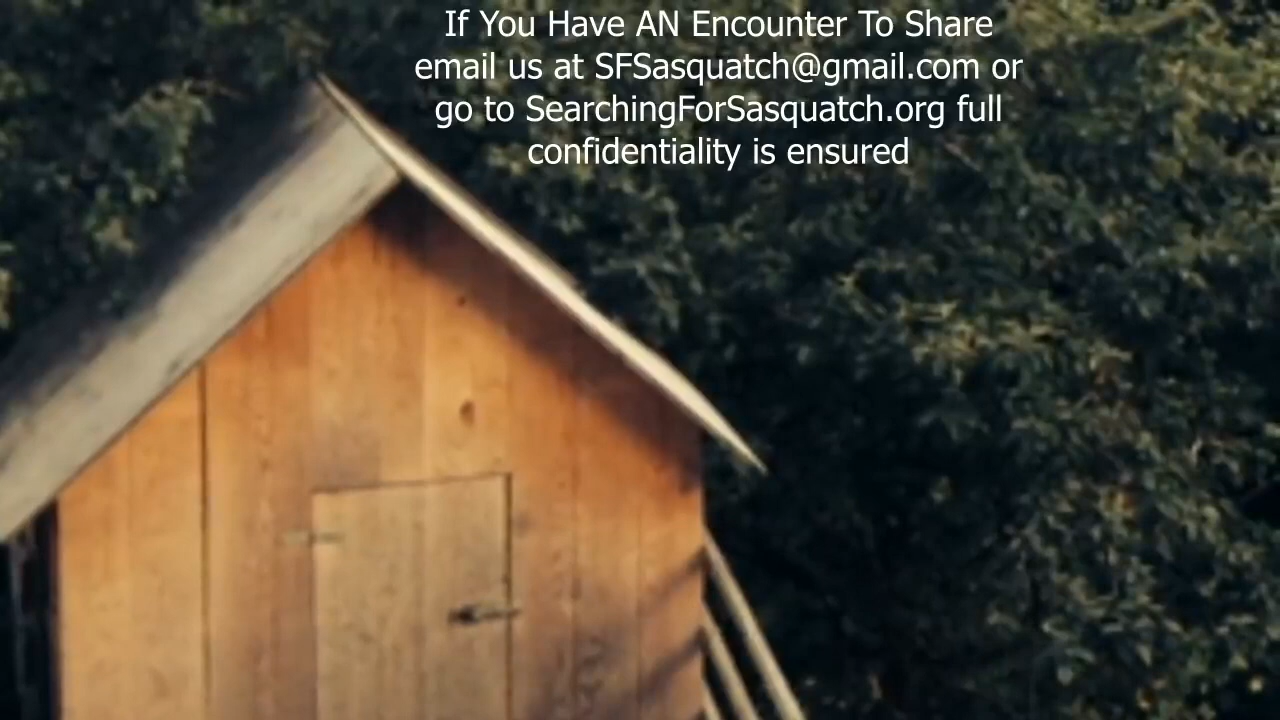 If You Have AN Encounter To Share
email us at SFSasquatch@gmail.com or
go to SearchingForSasquatch.org full
confidentiality is ensured